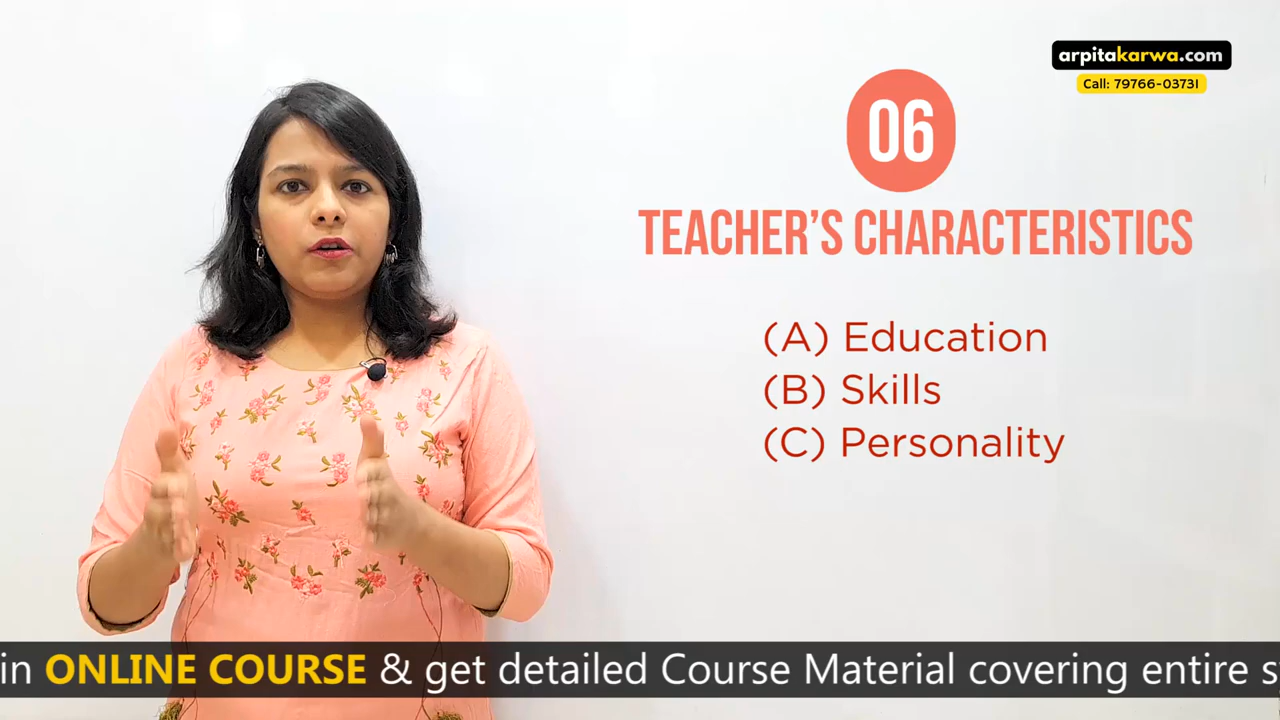 arpitakarwa.com
Call: 79766-03731
06
TEACHER'S CHARACTERISTICS
(A) Education
(B) Skills
(C) Personality
in ONLINE COURSE & get detailed Course Material covering entire s